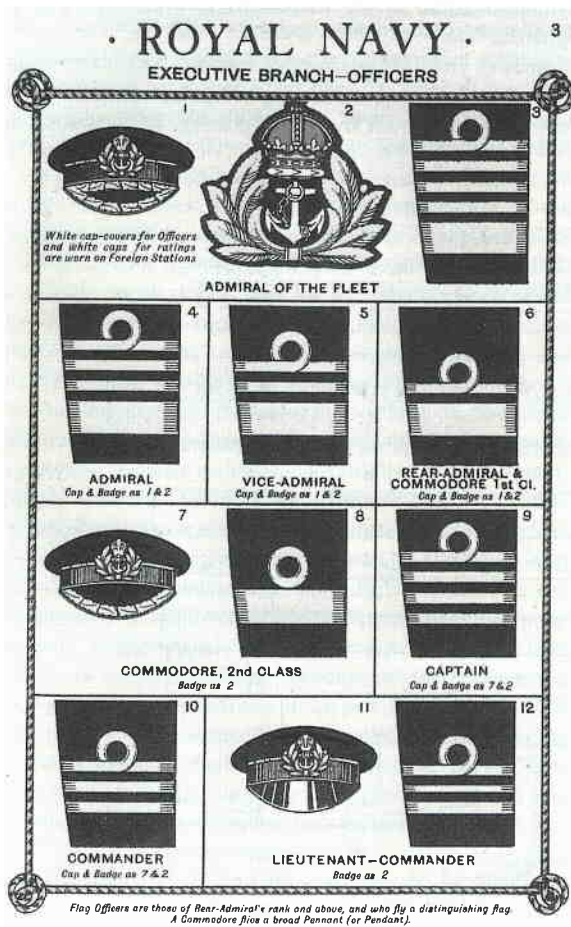 3
· ROYAL NAVY ·
EXECUTIVE BRANCH—OFFICERS
1
2
3
White cap-covers for Officers
and white caps for ratings
are worn on Foreign Stations
ADMIRAL OF THE FLEET
4
5
6
ADMIRAL
Cap & Badge as 1 & 2
VICE-ADMIRAL
Cap & Badge as 1 & 2
REAR-ADMIRAL &
COMMODORE 1st Cl.
Cap & Badge as 1 & 2
7
8
9
COMMODORE, 2nd CLASS
Badge as 2
CAPTAIN
Cap & Badge as 7 & 2
10
11
12
COMMANDER
Cap & Badge as 7 & 2
LIEUTENANT—COMMANDER
Badge as 2
Flag Officers are those of Rear-Admiral's rank and above, and who fly a distinguishing flag.
A Commodore flies a broad Pennant (or Pendant).